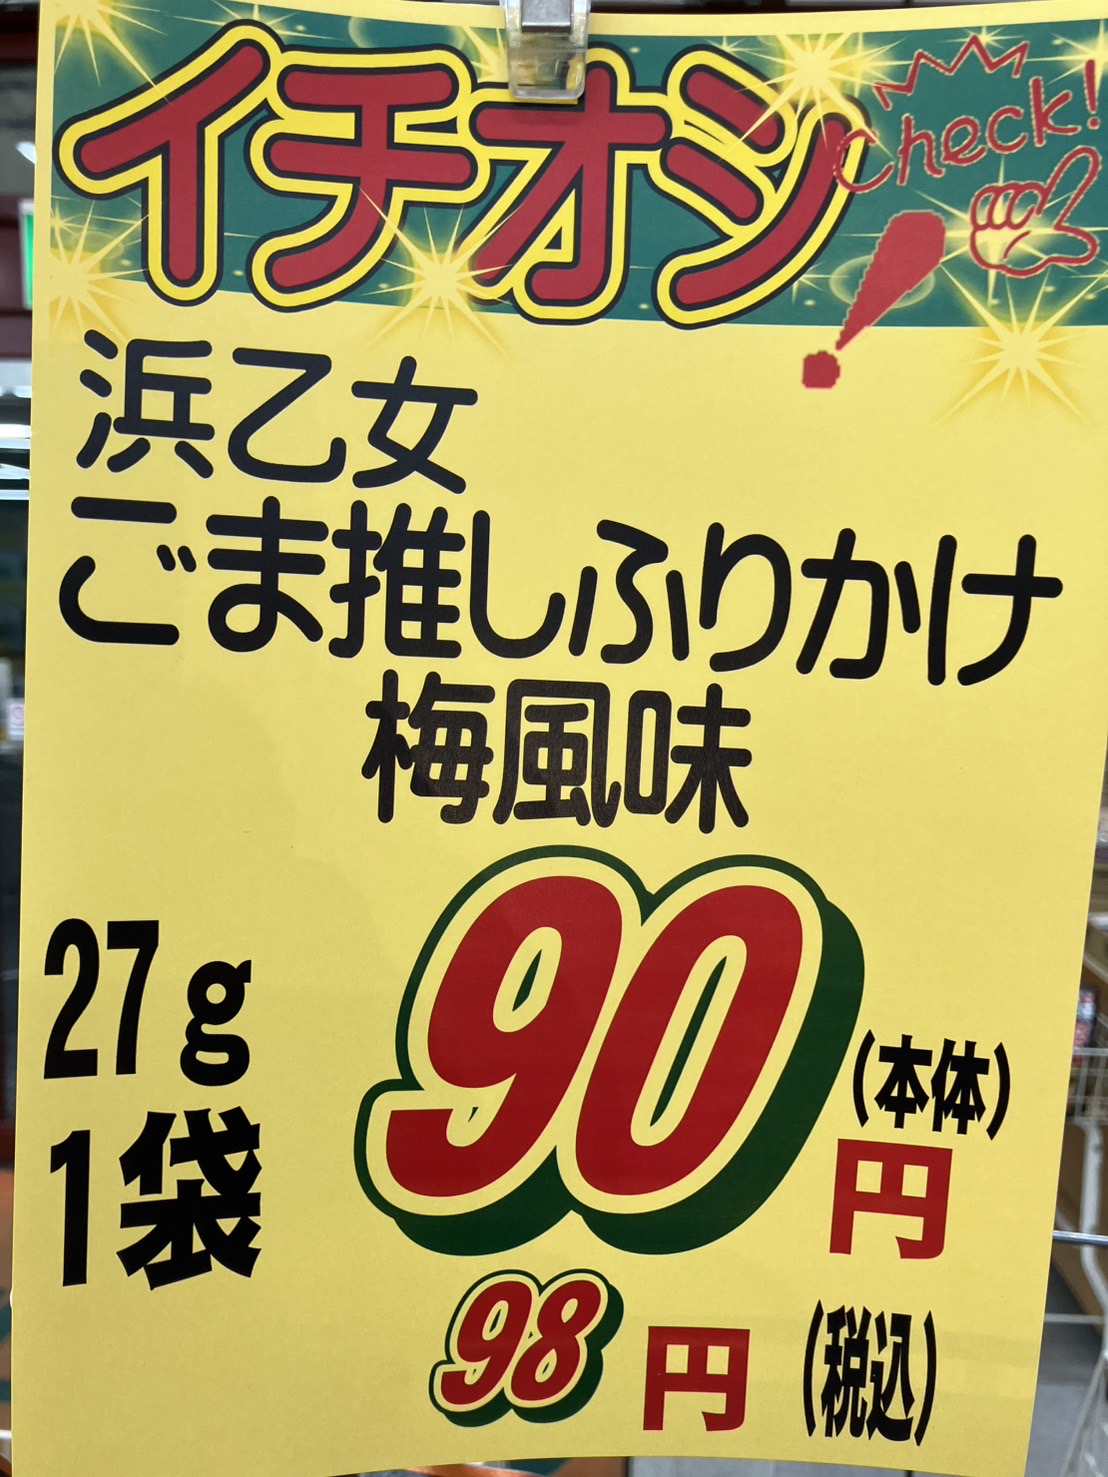 イチオシ
Check!
浜乙女
ごま推しふりかけ
梅風味
27g
1袋
90
(本体)
円
98円(税込)